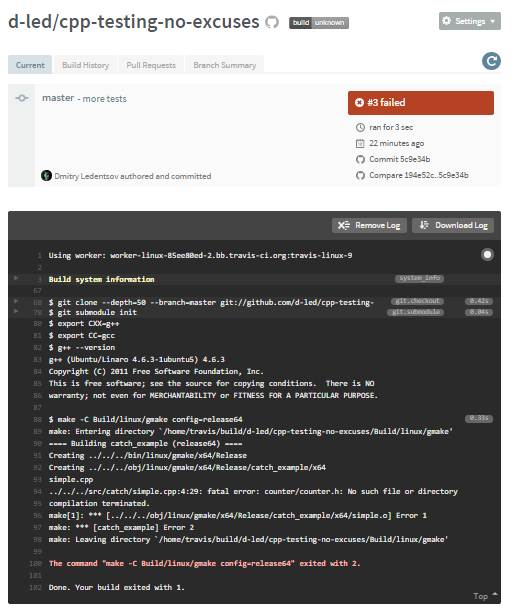 d-led/cpp-testing-no-excuses
build unknown
Settings
Current Build History Pull Requests Branch Summary
master - more tests
#3 failed
ran for 3 sec
22 minutes ago
Commit 5c9e34b
Compare 194e52c..5c9e34b
Dmitry Ledentsov authored and committed
Remove Log Download Log
1 Using worker: worker-linux-85ee80ed-2.bb.travis-ci.org:travis-linux-9
2
3 Build system information system_info
68 $ git clone --depth=50 --branch=master git://github.com/d-led/cpp-testing- git.checkout 0.42s
78 $ git submodule init git.submodule 0.04s
80 $ export CXX=g++
81 $ export CC=gcc
82 $ g++ --version
83 g++ (Ubuntu/Linaro 4.6.3-1ubuntu5) 4.6.3
84 Copyright (C) 2011 Free Software Foundation, Inc.
85 This is free software; see the source for copying conditions.  There is NO
86 warranty; not even for MERCHANTABILITY or FITNESS FOR A PARTICULAR PURPOSE.
87
88 $ make -C Build/linux/gmake config=release64 0.33s
89 make: Entering directory `/home/travis/build/d-led/cpp-testing-no-excuses/Build/linux/gmake'
90 ==== Building catch_example (release64) ====
91 Creating ../../../bin/linux/gmake/x64/Release
92 Creating ../../../obj/linux/gmake/x64/Release/catch_example/x64
93 simple.cpp
94 ../../../src/catch/simple.cpp:4:29: fatal error: counter/counter.h: No such file or directory
95 compilation terminated.
96 make[1]: *** [../../../obj/linux/gmake/x64/Release/catch_example/x64/simple.o] Error 1
97 make: *** [catch_example] Error 2
98 make: Leaving directory `/home/travis/build/d-led/cpp-testing-no-excuses/Build/linux/gmake'
99
100 The command "make -C Build/linux/gmake config=release64" exited with 2.
101
102 Done. Your build exited with 1.
Top